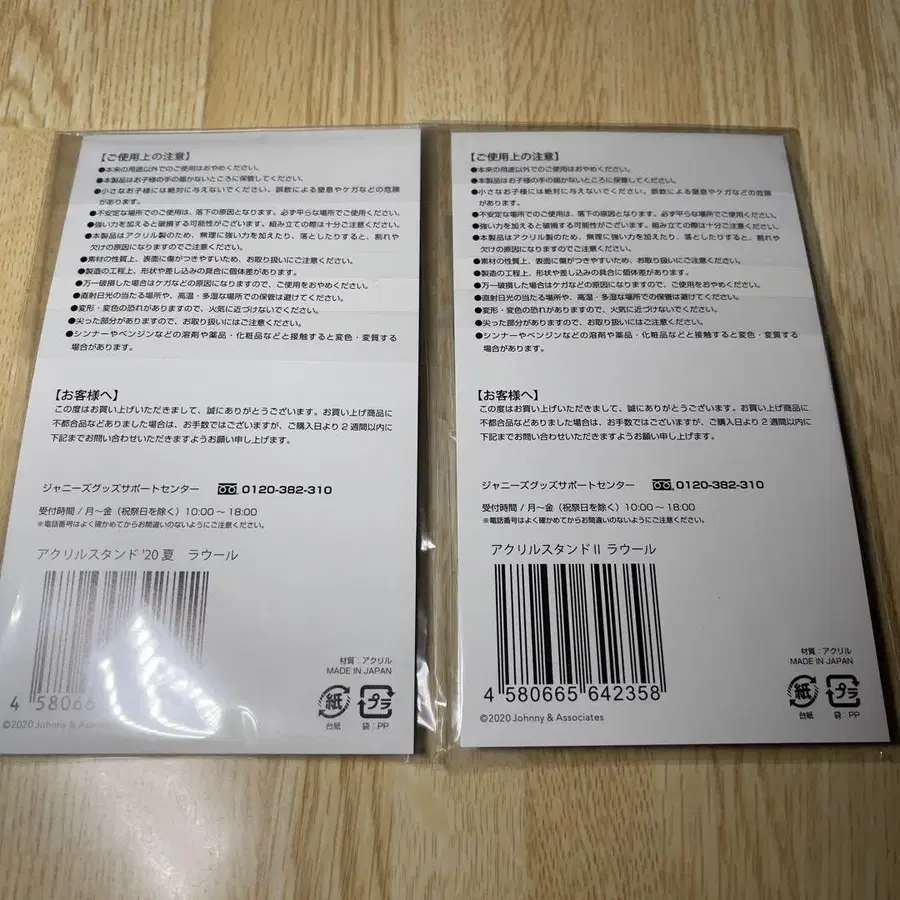 【ご使用上の注意】
●本来の用途以外でのご使用はおやめください。
●本製品はお子様の手の届かないところに保管してください。
●小さなお子様には絶対に与えないでください。誤飲による窒息やケガなどの危険
があります。
●不安定な場所でのご使用は、落下の原因となります。必ず平らな場所でご使用ください。
●強い力を加えると破損する可能性がございます。組み立ての際は十分ご注意ください。
●本製品はアクリル製のため、無理に強い力を加えたり、落としたりすると、割れや
欠けの原因になりますのでご注意ください。
●素材の性質上、表面に傷がつきやすいため、お取り扱いにご注意ください。
●製造の工程上、形状や差し込みの具合に個体差があります。
●万一破損した場合はケガなどの原因になりますので、ご使用をおやめください。
●直射日光の当たる場所や、高温・多湿な場所での保管は避けてください。
●変形・変色の恐れがありますので、火気に近づけないでください。
●尖った部分がありますので、お取り扱いにはご注意ください。
●シンナーやベンジンなどの溶剤や薬品・化粧品などと接触すると変色・変質する
場合があります。
【お客様へ】
この度はお買い上げいただきまして、誠にありがとうございます。お買い上げ商品に
不都合品などありました場合は、お手数ではございますが、ご購入日より2週間以内に
下記までお問い合わせいただきますようお願い申し上げます。
ジャニーズグッズサポートセンター 0120-382-310
受付時間 / 月~金(祝祭日を除く)10:00~18:00
※電話番号はよく確かめてからお間違いのないようにご注意ください。
アクリルスタンド '20 夏 ラウール
材質:アクリル
MADE IN JAPAN
4 58066
紙 プラ
台紙 袋:PP
©2020 Johnny & Associates
【ご使用上の注意】
●本来の用途以外でのご使用はおやめください。
●本製品はお子様の手の届かないところに保管してください。
●小さなお子様には絶対に与えないでください。誤飲による窒息やケガなどの危険
があります。
●不安定な場所でのご使用は、落下の原因となります。必ず平らな場所でご使用ください。
●強い力を加えると破損する可能性がございます。組み立ての際は十分ご注意ください。
●本製品はアクリル製のため、無理に強い力を加えたり、落としたりすると、割れや
欠けの原因になりますのでご注意ください。
●素材の性質上、表面に傷がつきやすいため、お取り扱いにご注意ください。
●製造の工程上、形状や差し込みの具合に個体差があります。
●万一破損した場合はケガなどの原因になりますので、ご使用をおやめください。
●直射日光の当たる場所や、高温・多湿な場所での保管は避けてください。
●変形・変色の恐れがありますので、火気に近づけないでください。
●尖った部分がありますので、お取り扱いにはご注意ください。
●シンナーやベンジンなどの溶剤や薬品・化粧品などと接触すると変色・変質する
場合があります。
【お客様へ】
この度はお買い上げいただきまして、誠にありがとうございます。お買い上げ商品に
不都合品などありました場合は、お手数ではございますが、ご購入日より2週間以内に
下記までお問い合わせいただきますようお願い申し上げます。
ジャニーズグッズサポートセンター 0120-382-310
受付時間 / 月~金(祝祭日を除く)10:00~18:00
※電話番号はよく確かめてからお間違いのないようにご注意ください。
アクリルスタンドⅡ ラウール
材質:アクリル
MADE IN JAPAN
4 580665 642358
紙 プラ
台紙 袋:PP
©2020 Johnny & Associates